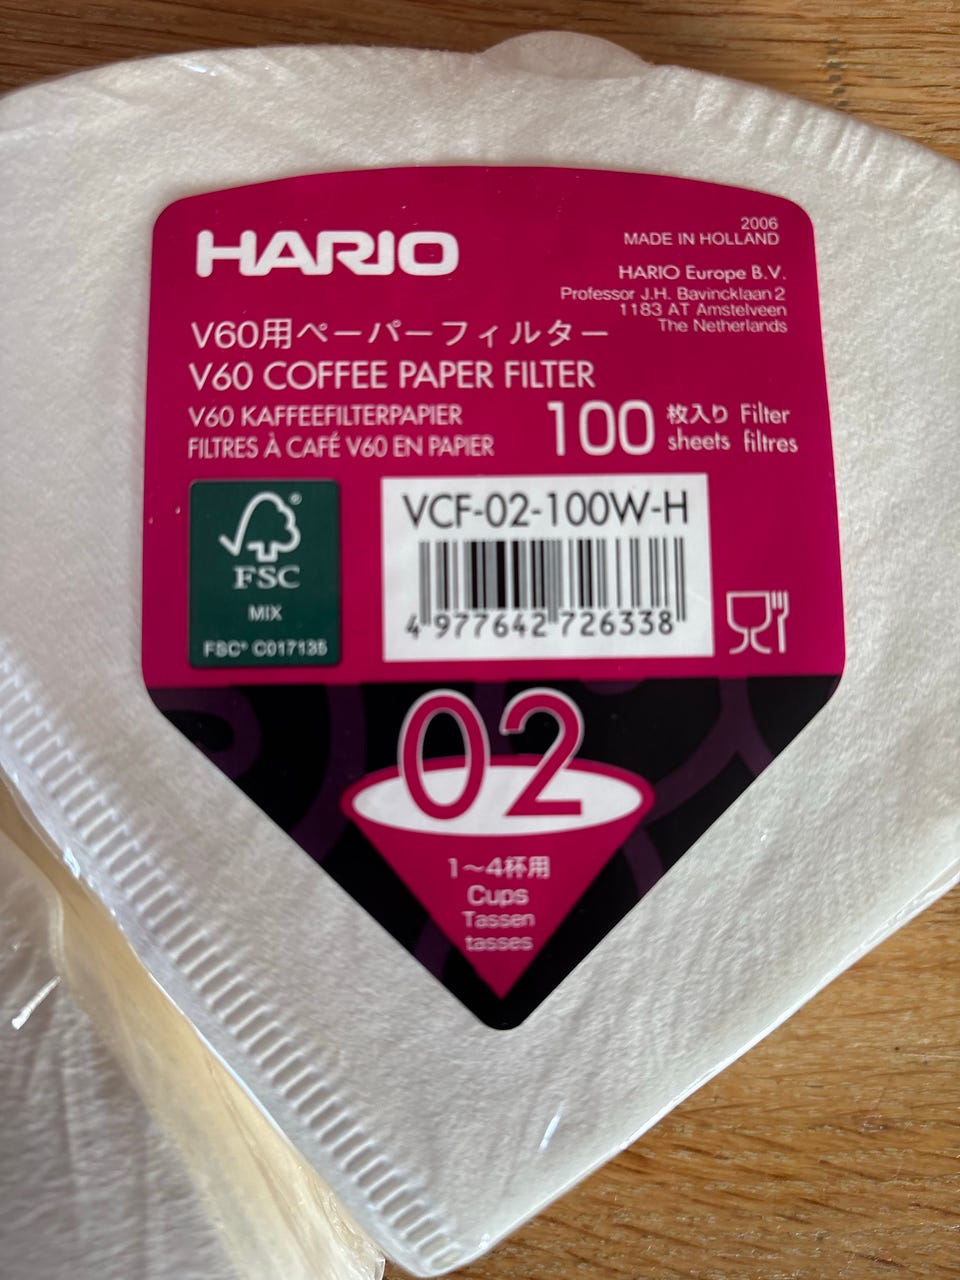 HARIO
2006
MADE IN HOLLAND
HARIO Europe B.V.
Professor J.H. Bavincklaan 2
1183 AT Amstelveen
The Netherlands
V60用ペーパーフィルター
V60 COFFEE PAPER FILTER
V60 KAFFEEFILTERPAPIER
FILTRES À CAFÉ V60 EN PAPIER
100 枚入り Filter
sheets filtres
FSC®
MIX
FSC® C017135
VCF-02-100W-H
4 977642 726338
02
1～4杯用
Cups
Tassen
tasses